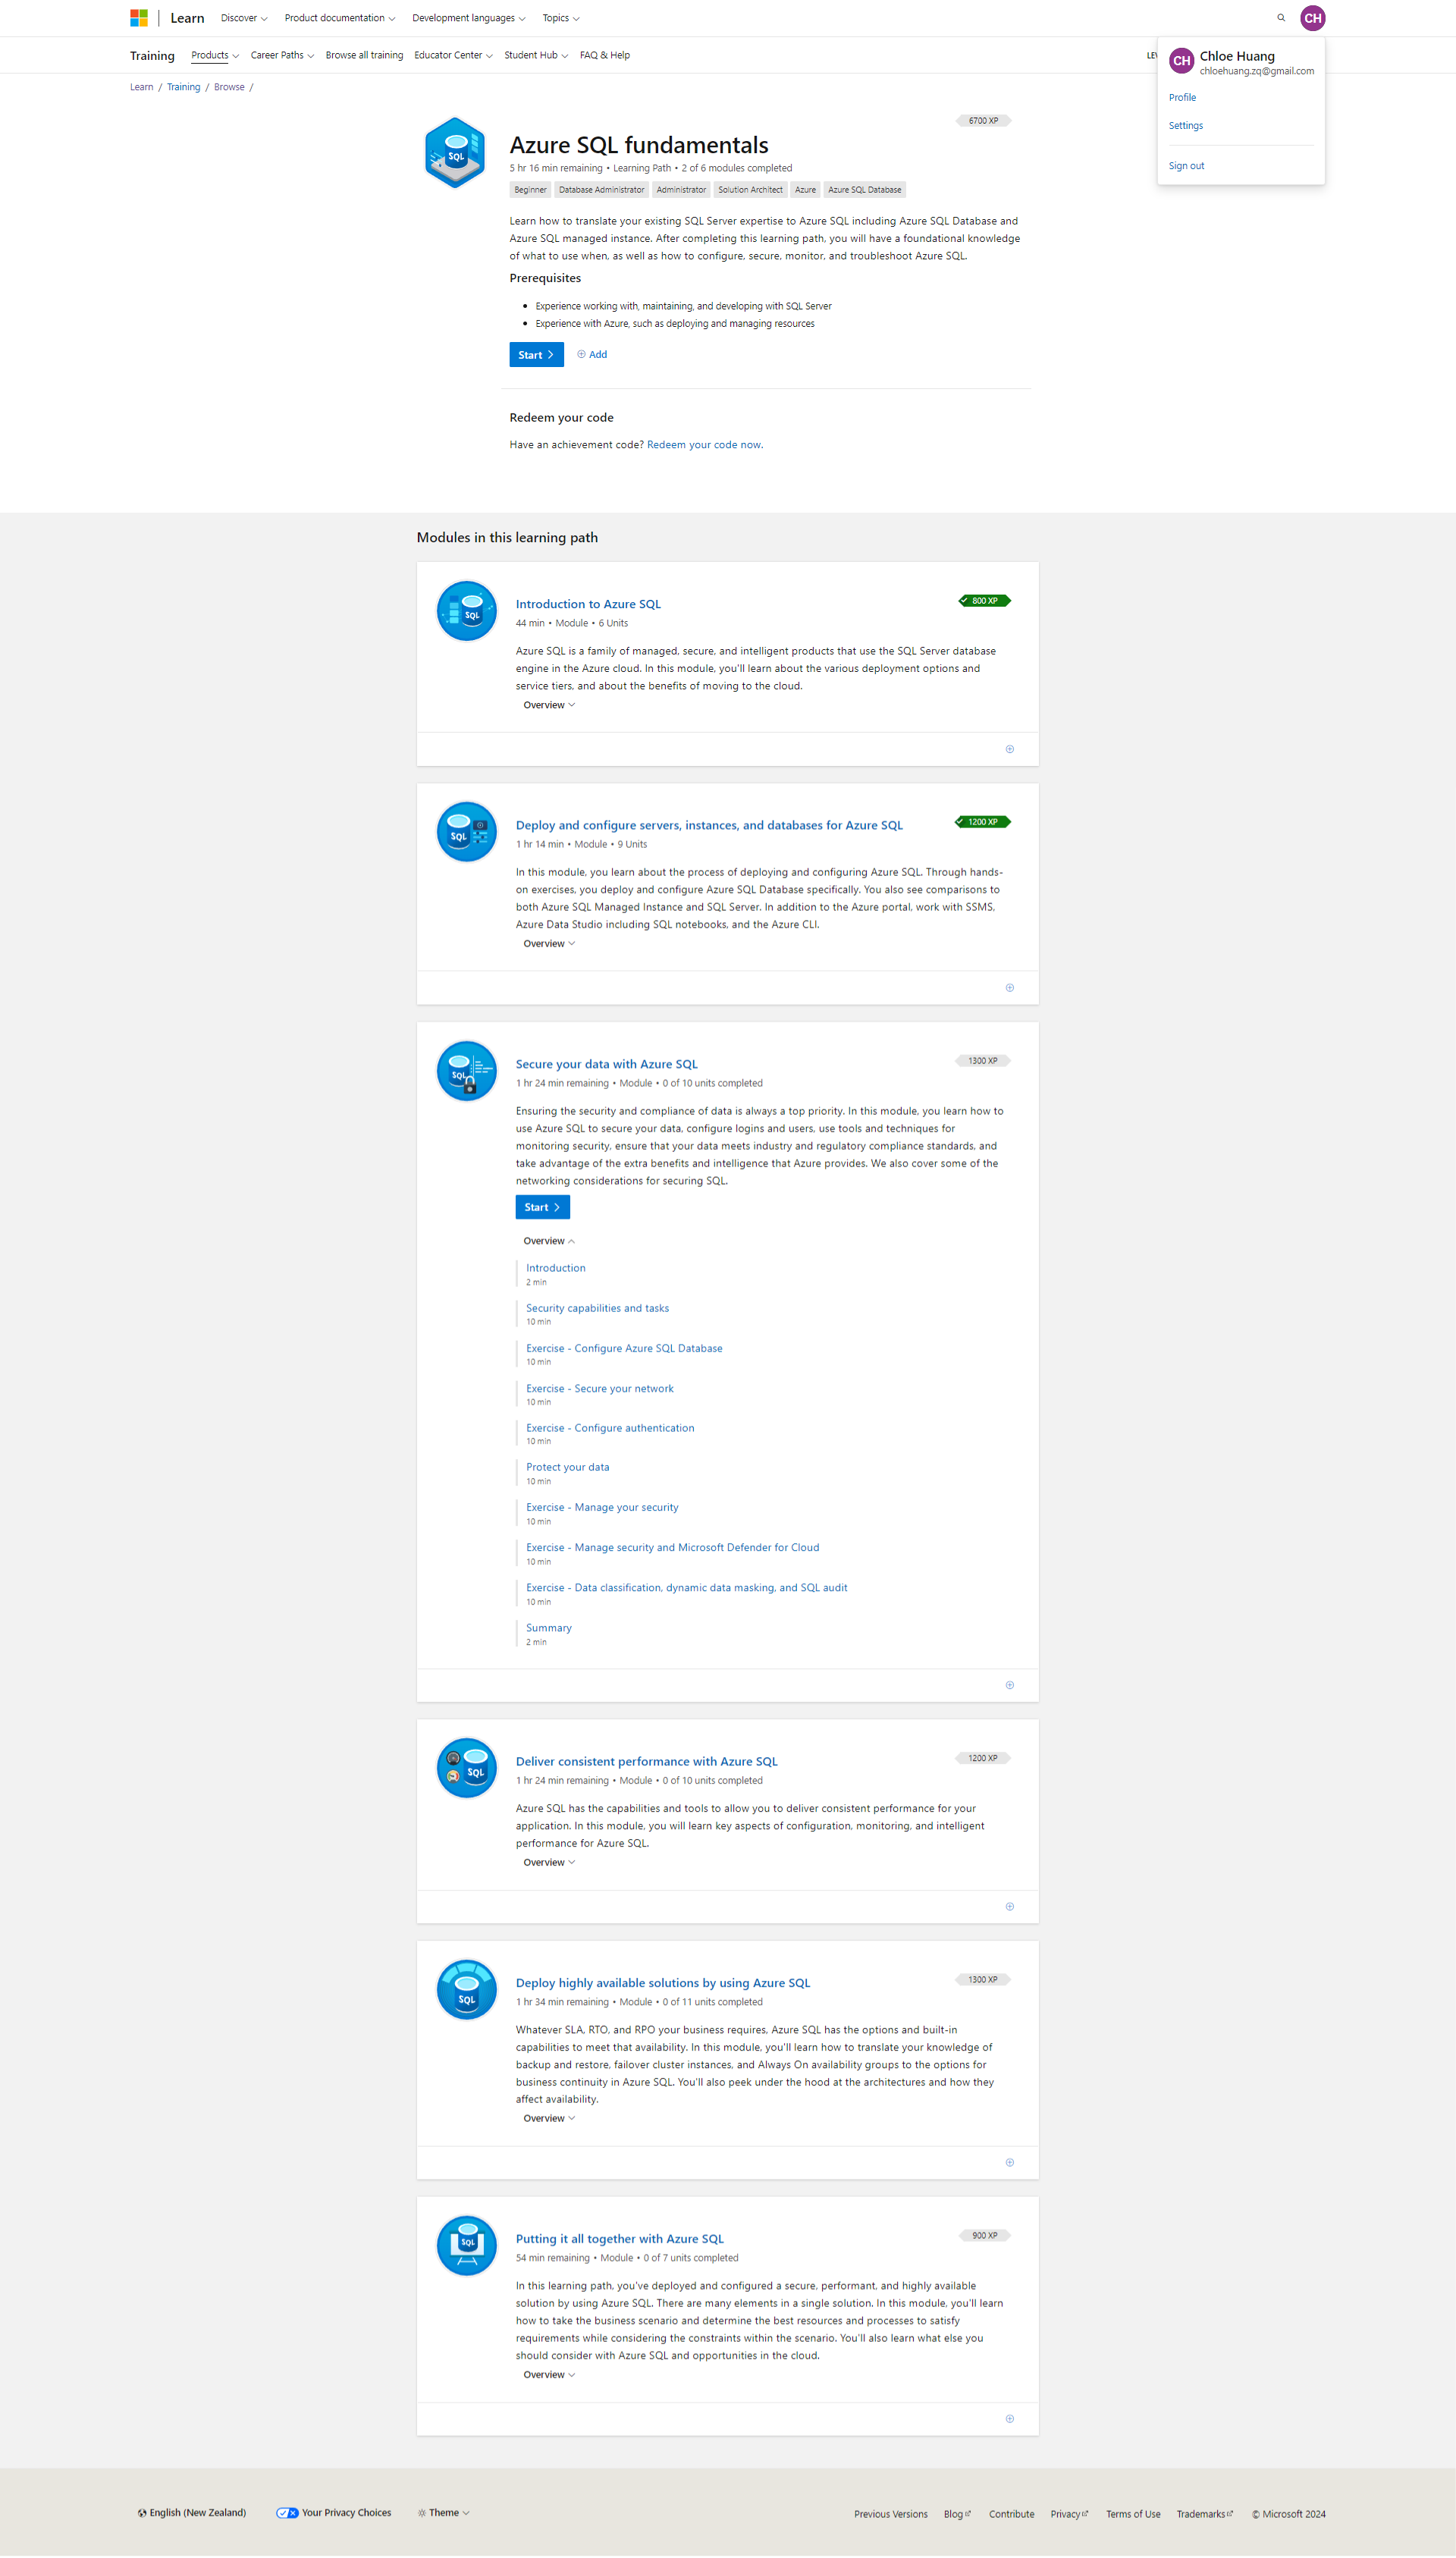 Learn Discover Product documentation Development languages Topics CH
Training Products Career Paths Browse all training Educator Center Student Hub FAQ & Help
CH Chloe Huang
chloehuang.zq@gmail.com
Profile
Settings
Sign out
Learn / Training / Browse /
6700 XP
SQL
Azure SQL fundamentals
5 hr 16 min remaining • Learning Path • 2 of 6 modules completed
Beginner Database Administrator Administrator Solution Architect Azure Azure SQL Database
Learn how to translate your existing SQL Server expertise to Azure SQL including Azure SQL Database and
Azure SQL managed instance. After completing this learning path, you will have a foundational knowledge
of what to use when, as well as how to configure, secure, monitor, and troubleshoot Azure SQL.
Prerequisites
• Experience working with, maintaining, and developing with SQL Server
• Experience with Azure, such as deploying and managing resources
Start Add
Redeem your code
Have an achievement code? Redeem your code now.
Modules in this learning path
SQL
Introduction to Azure SQL
800 XP
44 min • Module • 6 Units
Azure SQL is a family of managed, secure, and intelligent products that use the SQL Server database
engine in the Azure cloud. In this module, you'll learn about the various deployment options and
service tiers, and about the benefits of moving to the cloud.
Overview
SQL
Deploy and configure servers, instances, and databases for Azure SQL
1200 XP
1 hr 14 min • Module • 9 Units
In this module, you learn about the process of deploying and configuring Azure SQL. Through hands-
on exercises, you deploy and configure Azure SQL Database specifically. You also see comparisons to
both Azure SQL Managed Instance and SQL Server. In addition to the Azure portal, work with SSMS,
Azure Data Studio including SQL notebooks, and the Azure CLI.
Overview
SQL
Secure your data with Azure SQL
1300 XP
1 hr 24 min remaining • Module • 0 of 10 units completed
Ensuring the security and compliance of data is always a top priority. In this module, you learn how to
use Azure SQL to secure your data, configure logins and users, use tools and techniques for
monitoring security, ensure that your data meets industry and regulatory compliance standards, and
take advantage of the extra benefits and intelligence that Azure provides. We also cover some of the
networking considerations for securing SQL.
Start
Overview
Introduction
2 min
Security capabilities and tasks
10 min
Exercise - Configure Azure SQL Database
10 min
Exercise - Secure your network
10 min
Exercise - Configure authentication
10 min
Protect your data
10 min
Exercise - Manage your security
10 min
Exercise - Manage security and Microsoft Defender for Cloud
10 min
Exercise - Data classification, dynamic data masking, and SQL audit
10 min
Summary
2 min
SQL
Deliver consistent performance with Azure SQL
1200 XP
1 hr 24 min remaining • Module • 0 of 10 units completed
Azure SQL has the capabilities and tools to allow you to deliver consistent performance for your
application. In this module, you will learn key aspects of configuration, monitoring, and intelligent
performance for Azure SQL.
Overview
SQL
Deploy highly available solutions by using Azure SQL
1300 XP
1 hr 34 min remaining • Module • 0 of 11 units completed
Whatever SLA, RTO, and RPO your business requires, Azure SQL has the options and built-in
capabilities to meet that availability. In this module, you'll learn how to translate your knowledge of
backup and restore, failover cluster instances, and Always On availability groups to the options for
business continuity in Azure SQL. You'll also peek under the hood at the architectures and how they
affect availability.
Overview
SQL
Putting it all together with Azure SQL
900 XP
54 min remaining • Module • 0 of 7 units completed
In this learning path, you've deployed and configured a secure, performant, and highly available
solution by using Azure SQL. There are many elements in a single solution. In this module, you'll learn
how to take the business scenario and determine the best resources and processes to satisfy
requirements while considering the constraints within the scenario. You'll also learn what else you
should consider with Azure SQL and opportunities in the cloud.
Overview
English (New Zealand) Your Privacy Choices Theme
Previous Versions Blog Contribute Privacy Terms of Use Trademarks © Microsoft 2024